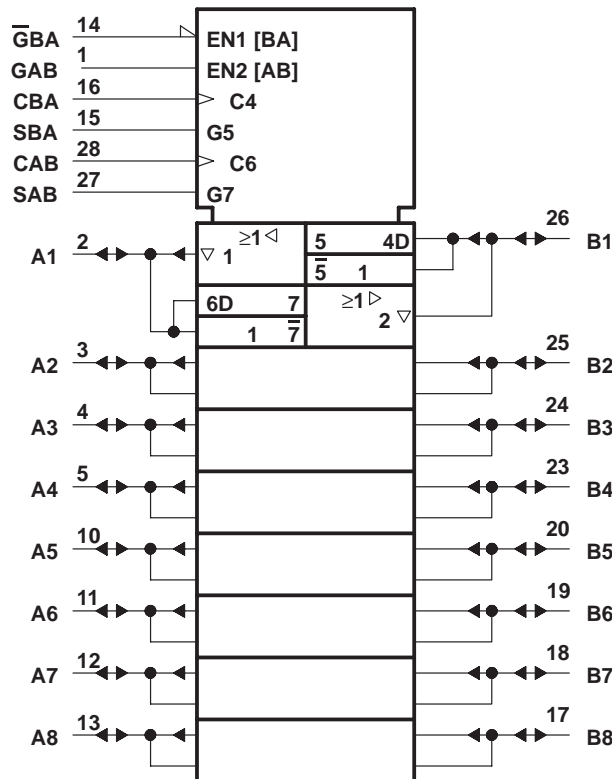 G̅BA 14 EN1 [BA]
GAB 1 EN2 [AB]
CBA 16 C4
SBA 15 G5
CAB 28 C6
SAB 27 G7
A1 2 1 ≥1 5 4D 26 B1
5̅ 1
6D 7 ≥1
1 7̅ 2
A2 3 25 B2
A3 4 24 B3
A4 5 23 B4
A5 10 20 B5
A6 11 19 B6
A7 12 18 B7
A8 13 17 B8